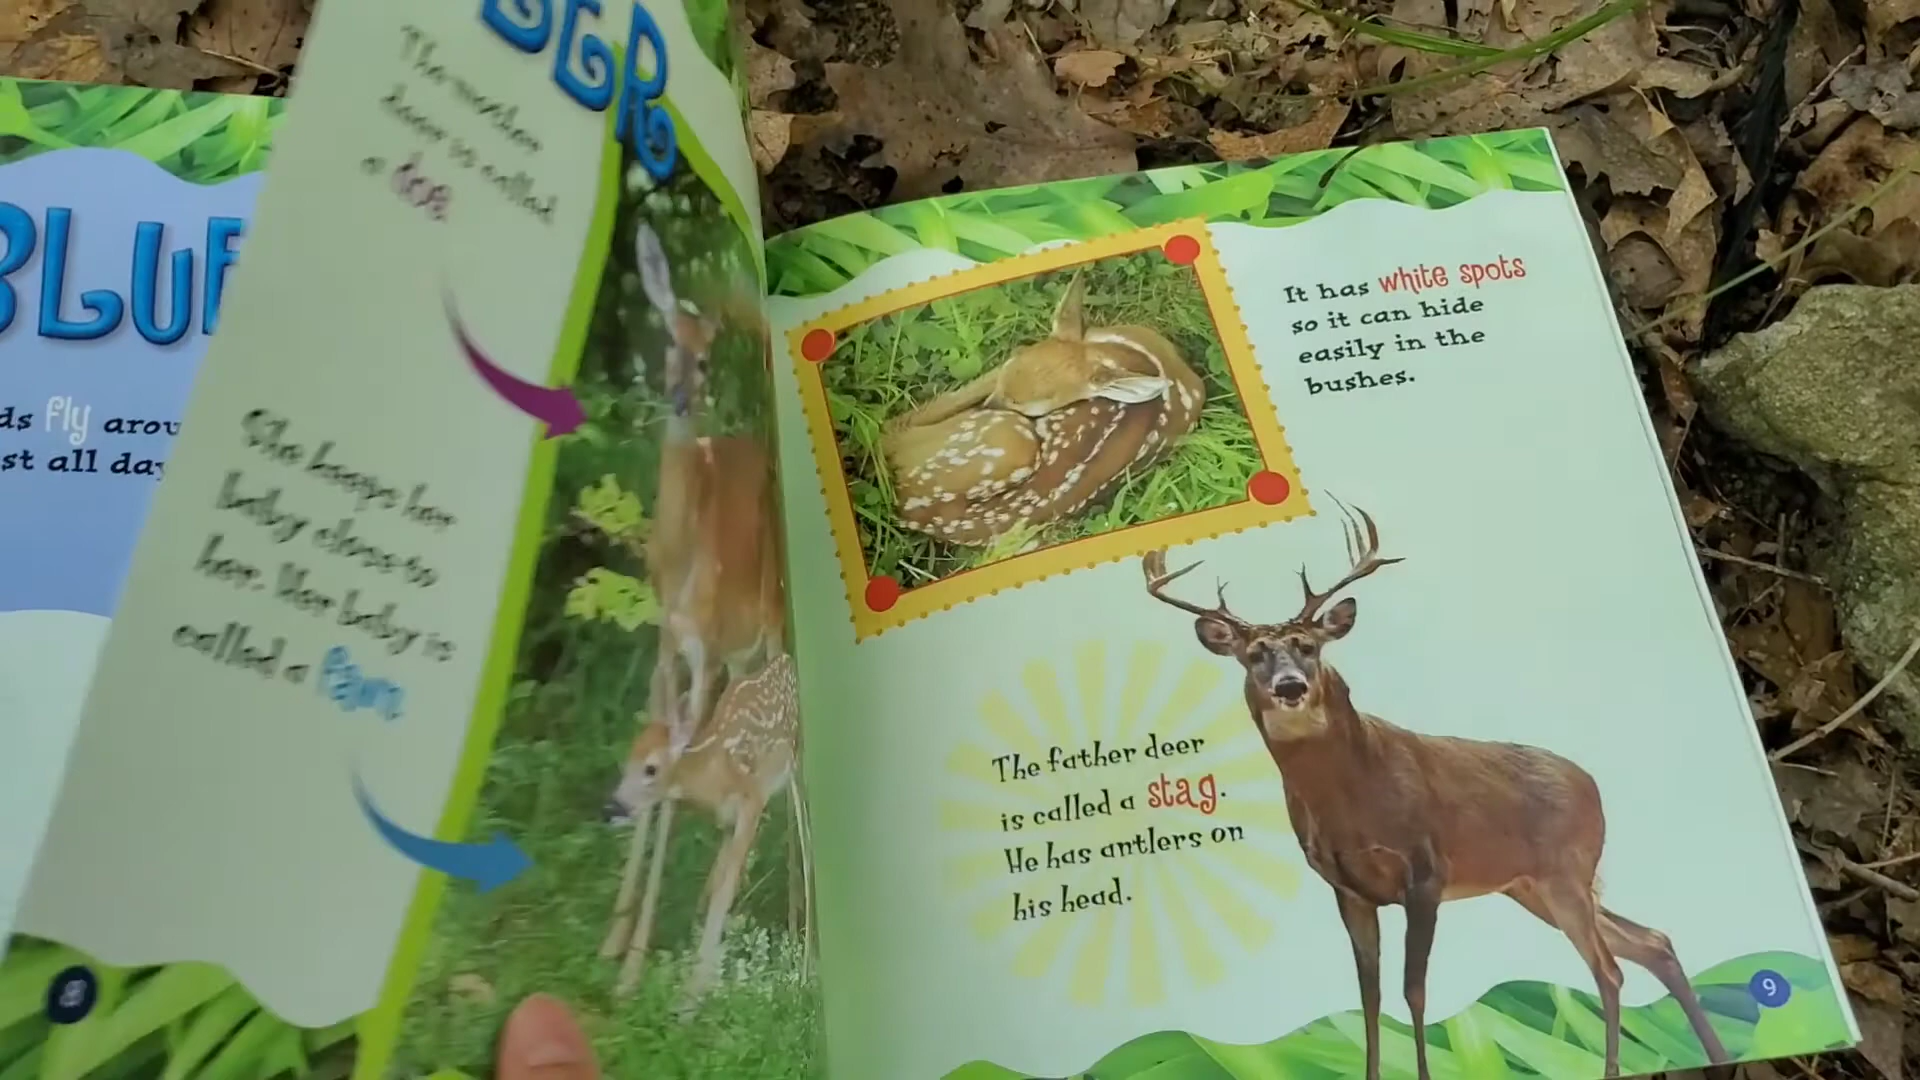 BLUE
fly arou
st all day
DEER
The mother
deer is called
a doe
She keeps her
baby close to
her. Her baby is
called a fawn
8
It has white spots
so it can hide
easily in the
bushes.
The father deer
is called a stag.
He has antlers on
his head.
9